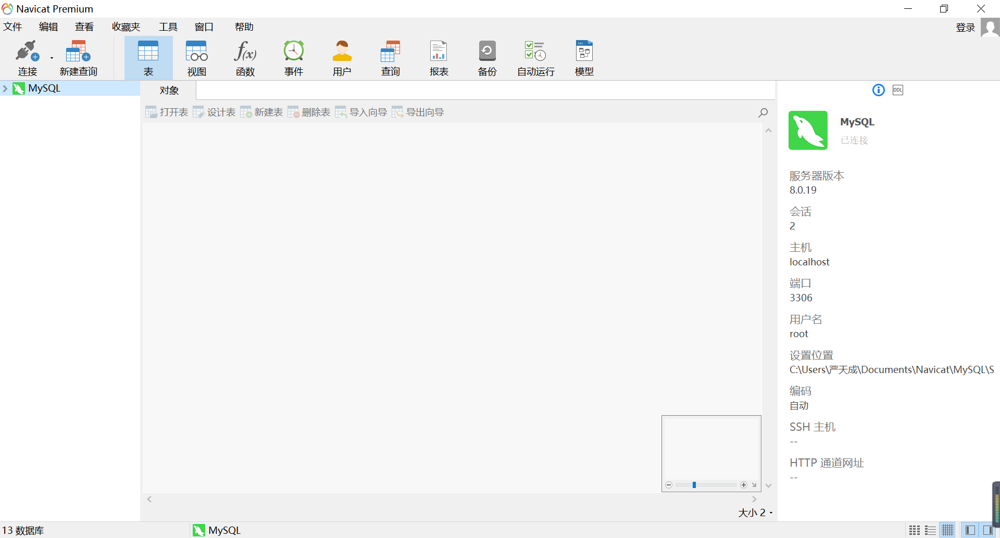 Navicat Premium
文件 编辑 查看 收藏夹 工具 窗口 帮助 登录
连接 新建查询 表 视图 函数 事件 用户 查询 报表 备份 自动运行 模型
MySQL
对象
DDL
打开表 设计表 新建表 删除表 导入向导 导出向导
MySQL
已连接
服务器版本
8.0.19
会话
2
主机
localhost
端口
3306
用户名
root
设置位置
C:\Users\严天成\Documents\Navicat\MySQL\S
编码
自动
SSH 主机
--
HTTP 通道网址
--
大小 2
13 数据库 MySQL